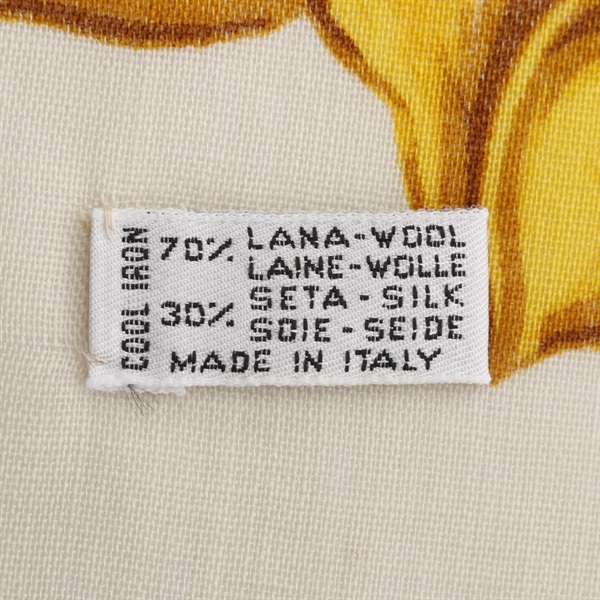 COOL IRON
70% LANA-WOOL
LAINE-WOLLE
30% SETA - SILK
SOIE-SEIDE
MADE IN ITALY